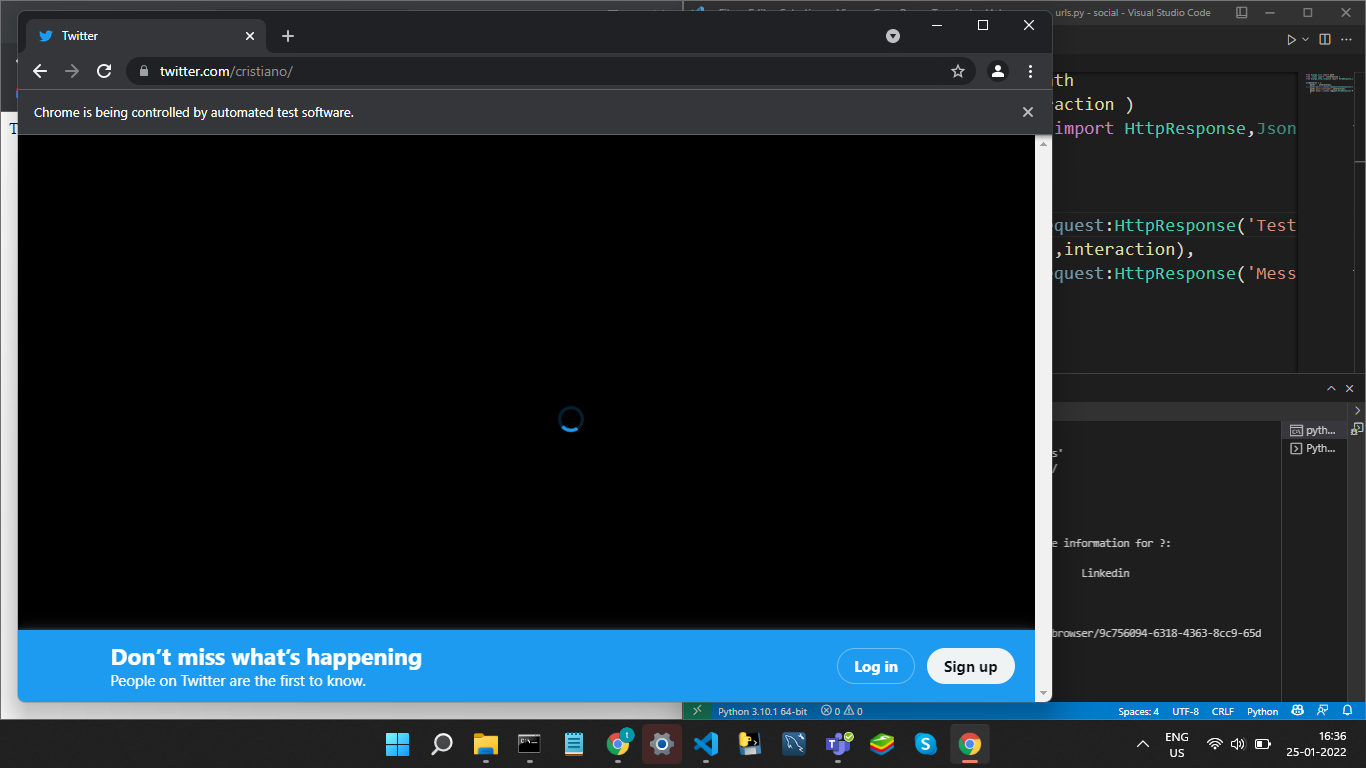 Twitter
urls.py - social - Visual Studio Code
twitter.com/cristiano/
Chrome is being controlled by automated test software.
th
raction )
import HttpResponse,Json
quest:HttpResponse('Test
,interaction),
quest:HttpResponse('Mess
pyth...
Pyth...
s'
/
e information for ?:
Linkedin
browser/9c756094-6318-4363-8cc9-65d
Don't miss what's happening
People on Twitter are the first to know.
Log in
Sign up
Python 3.10.1 64-bit
0
0
Spaces: 4
UTF-8
CRLF
Python
t
ENG
US
16:36
25-01-2022